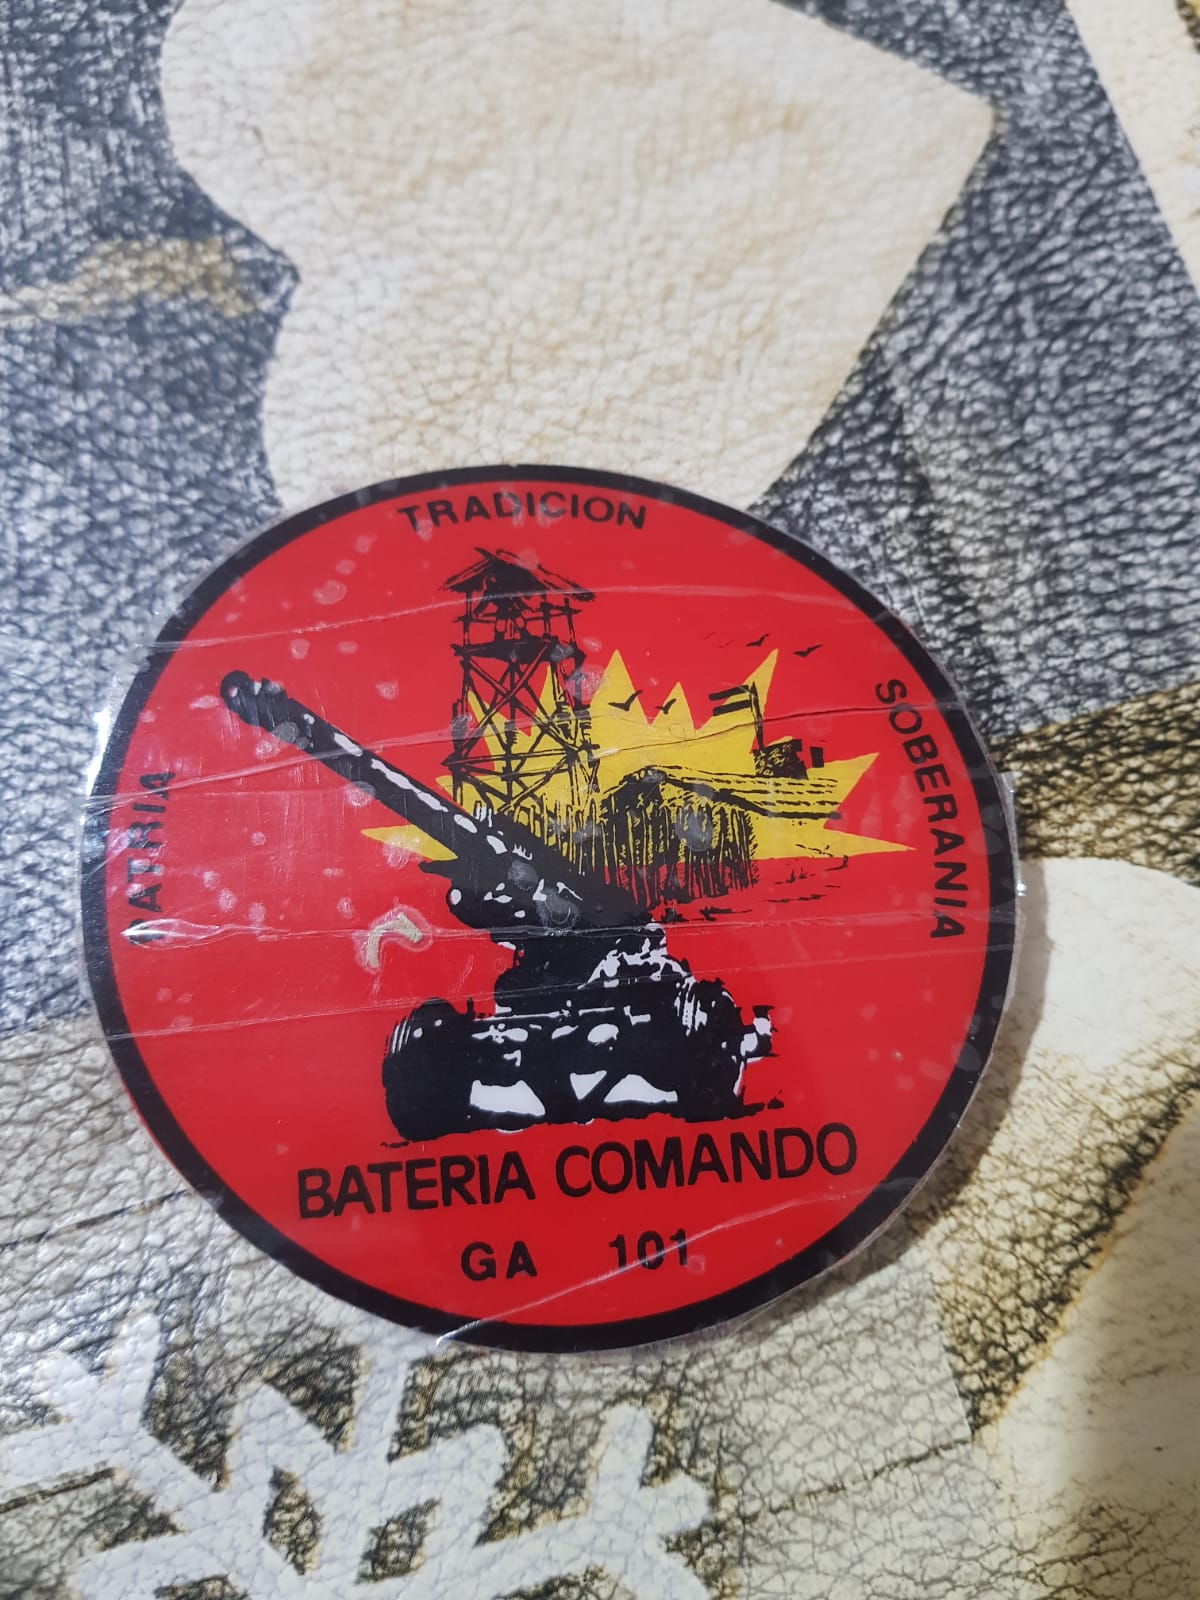 TRADICION
PATRIA
SOBERANIA
BATERIA COMANDO
GA 101